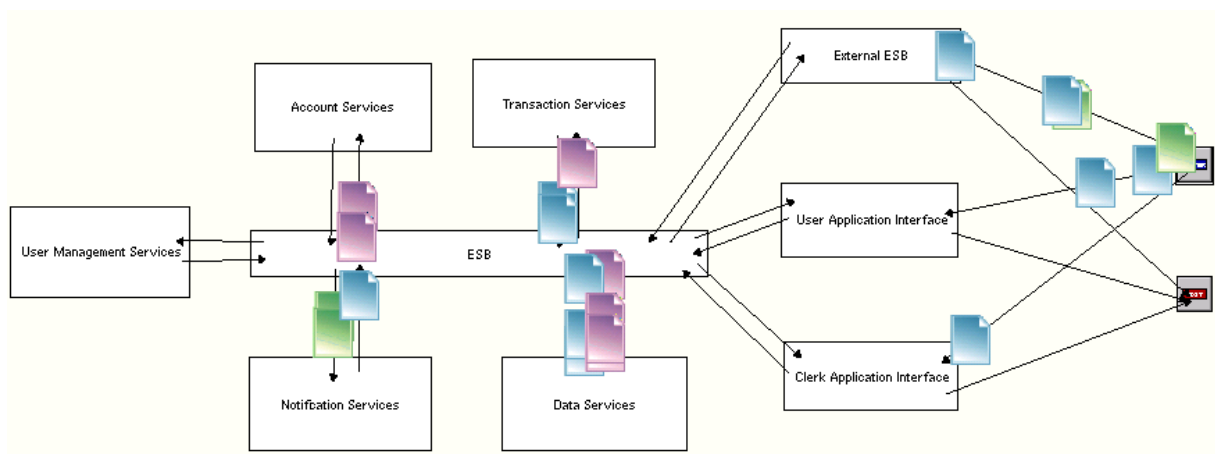 External ESB
Account Services
Transaction Services
User Application Interface
User Management Services
ESB
Clerk Application Interface
Notification Services
Data Services